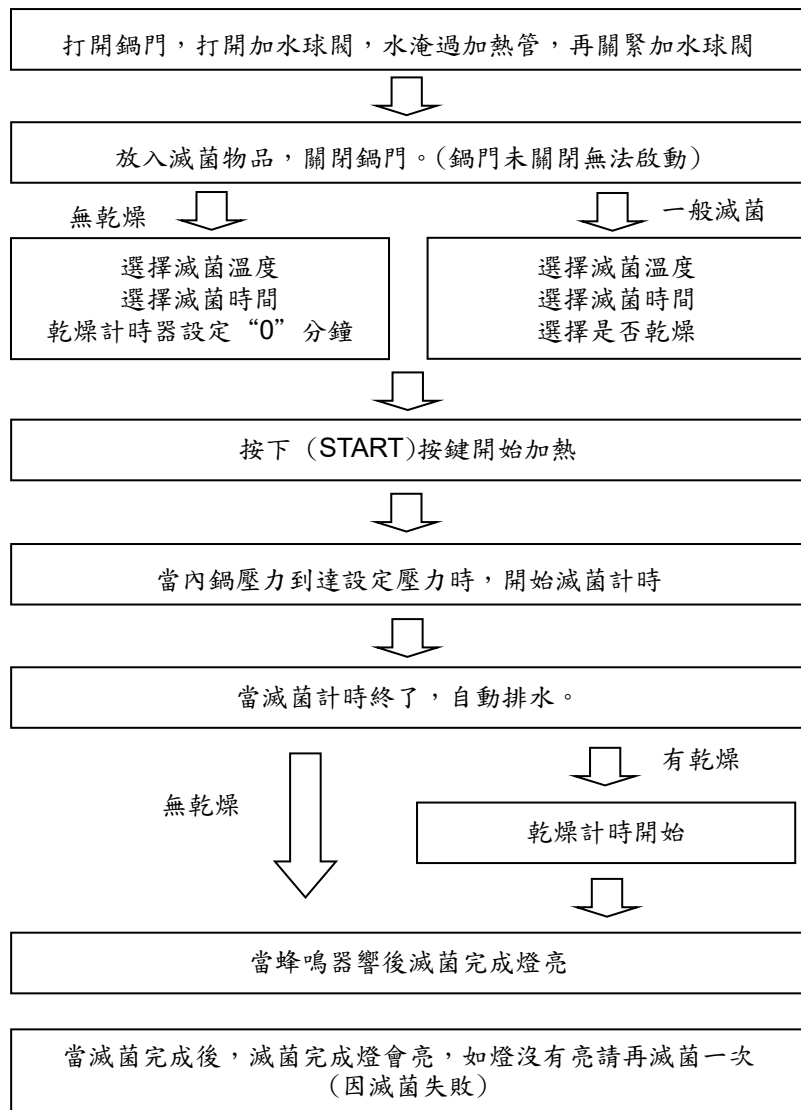 打開鍋門，打開加水球閥，水淹過加熱管，再關緊加水球閥
放入滅菌物品，關閉鍋門。(鍋門未關閉無法啟動)
無乾燥
一般滅菌
選擇滅菌溫度
選擇滅菌時間
乾燥計時器設定“0”分鐘
選擇滅菌溫度
選擇滅菌時間
選擇是否乾燥
按下（START)按鍵開始加熱
當內鍋壓力到達設定壓力時，開始滅菌計時
當滅菌計時終了，自動排水。
有乾燥
無乾燥
乾燥計時開始
當蜂鳴器響後滅菌完成燈亮
當滅菌完成後，滅菌完成燈會亮，如燈沒有亮請再滅菌一次
（因滅菌失敗）